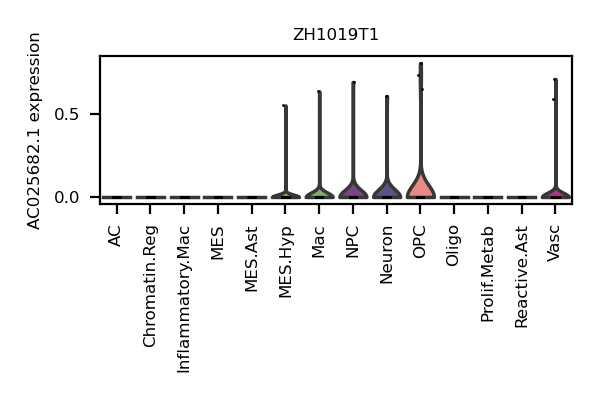 ZH1019T1
AC025682.1 expression
0.5
0.0
AC
Chromatin.Reg
Inflammatory.Mac
MES
MES.Ast
MES.Hyp
Mac
NPC
Neuron
OPC
Oligo
Prolif.Metab
Reactive.Ast
Vasc